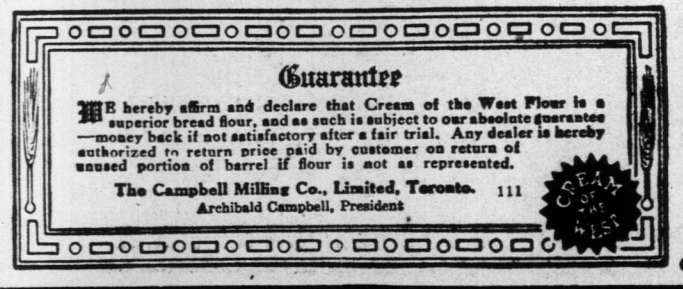 Guarantee
WE hereby affirm and declare that Cream of the West Flour is a
superior bread flour, and as such is subject to our absolute guarantee
—money back if not satisfactory after a fair trial. Any dealer is hereby
authorized to return price paid by customer on return of
unused portion of barrel if flour is not as represented.
The Campbell Milling Co., Limited, Toronto. 111
Archibald Campbell, President
CREAM
OF
THE
WEST